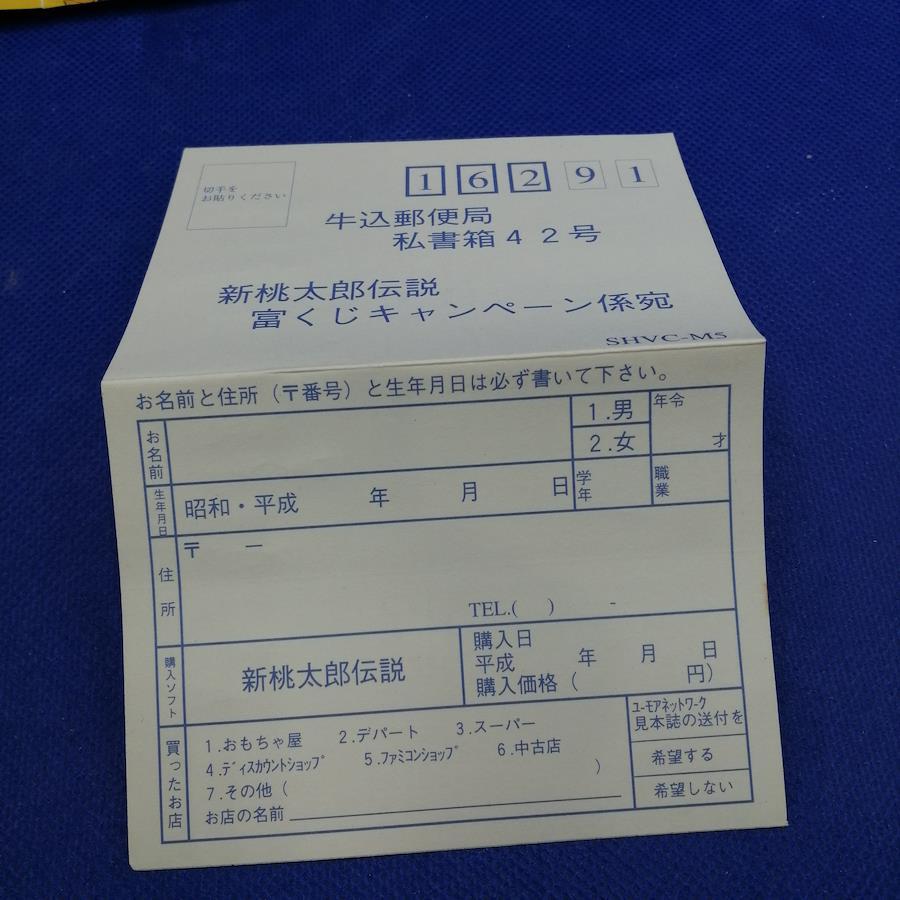 切手を
お貼りください
16291
牛込郵便局
私書箱42号
新桃太郎伝説
富くじキャンペーン係宛
SHVC-M5
お名前と住所（〒番号）と生年月日は必ず書いて下さい。
お名前
1.男
2.女
年令
才
生年月日
昭和・平成 年 月 日
学年
職業
住所
〒 －
TEL.( ) -
購入ソフト
新桃太郎伝説
購入日
平成 年 月 日
購入価格（ 円）
買ったお店
1.おもちゃ屋 2.デパート 3.スーパー
4.ﾃﾞｨｽｶｳﾝﾄｼｮｯﾌﾟ 5.ﾌｧﾐｺﾝｼｮｯﾌﾟ 6.中古店
7.その他（ ）
お店の名前
ﾕｰﾓｱﾈｯﾄﾜｰｸ
見本誌の送付を
希望する
希望しない